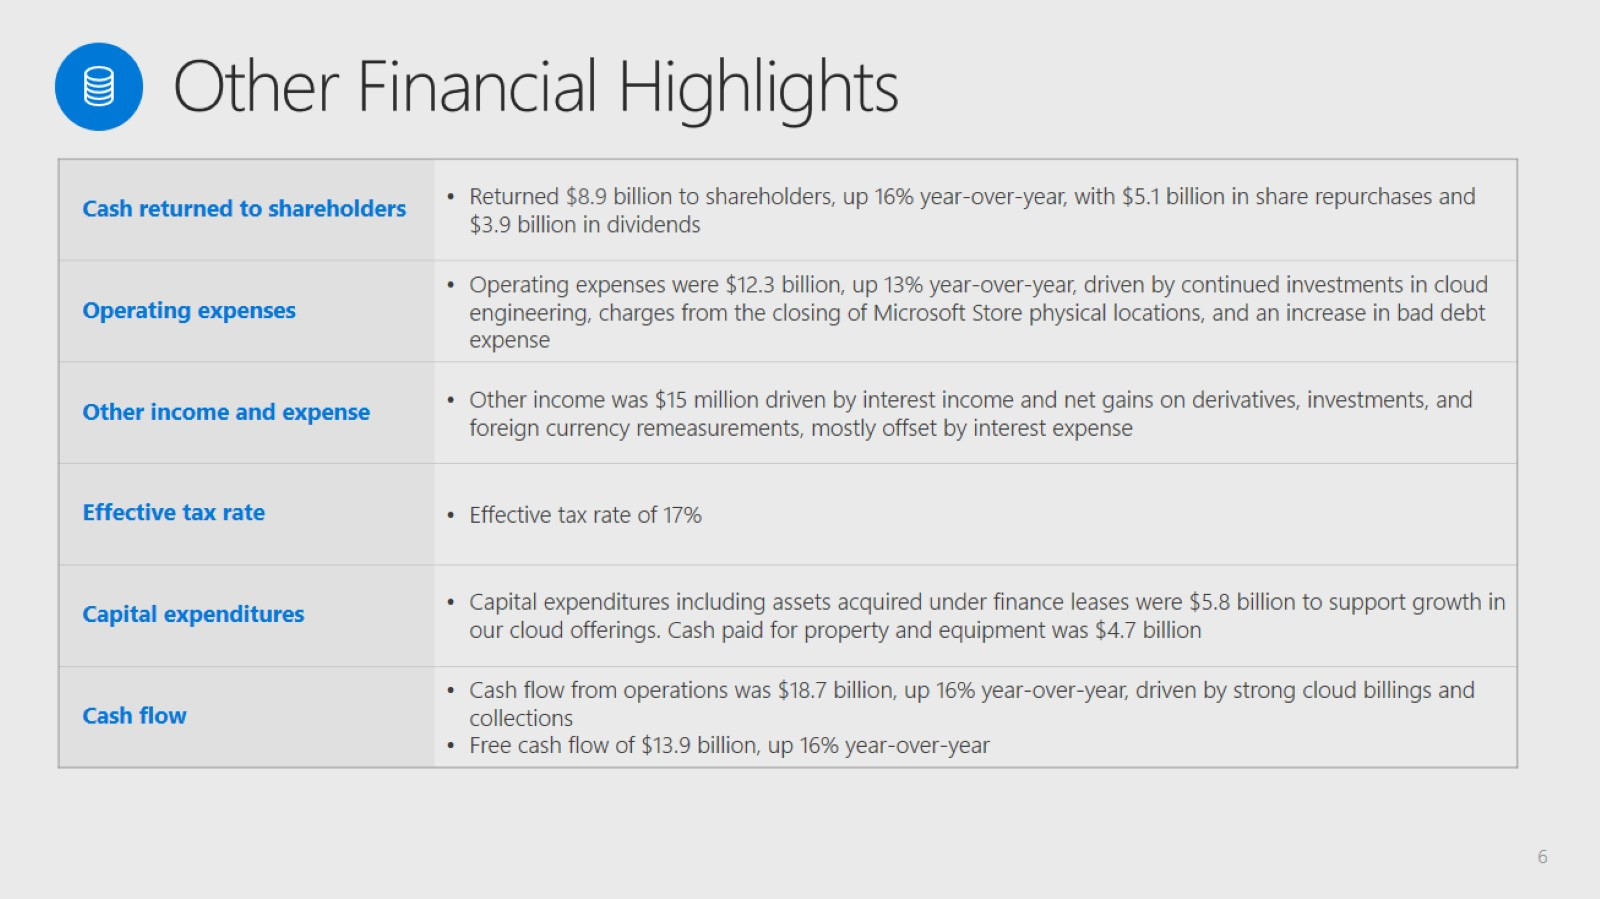 Other Financial Highlights
Cash returned to shareholders
• Returned $8.9 billion to shareholders, up 16% year-over-year, with $5.1 billion in share repurchases and
$3.9 billion in dividends
Operating expenses
• Operating expenses were $12.3 billion, up 13% year-over-year, driven by continued investments in cloud
engineering, charges from the closing of Microsoft Store physical locations, and an increase in bad debt
expense
Other income and expense
• Other income was $15 million driven by interest income and net gains on derivatives, investments, and
foreign currency remeasurements, mostly offset by interest expense
Effective tax rate
• Effective tax rate of 17%
Capital expenditures
• Capital expenditures including assets acquired under finance leases were $5.8 billion to support growth in
our cloud offerings. Cash paid for property and equipment was $4.7 billion
Cash flow
• Cash flow from operations was $18.7 billion, up 16% year-over-year, driven by strong cloud billings and
collections
• Free cash flow of $13.9 billion, up 16% year-over-year
6